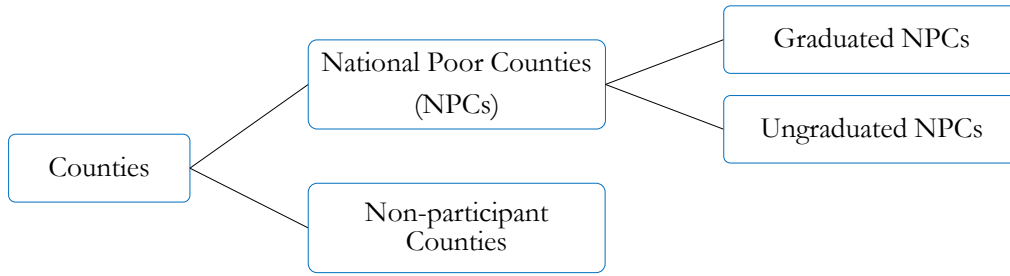 Counties
National Poor Counties
(NPCs)
Non-participant
Counties
Graduated NPCs
Ungraduated NPCs